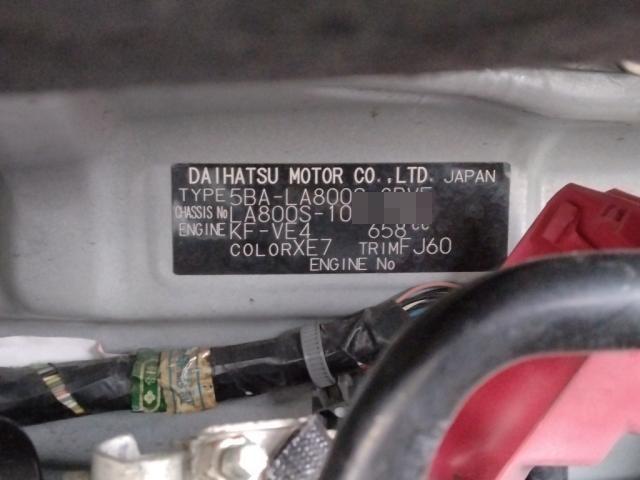 DAIHATSU MOTOR CO.,LTD. JAPAN
TYPE 5BA-LA800S
CHASSIS No LA800S-10
ENGINE KF-VE4 658cc
COLOR XE7 TRIM FJ60
ENGINE No